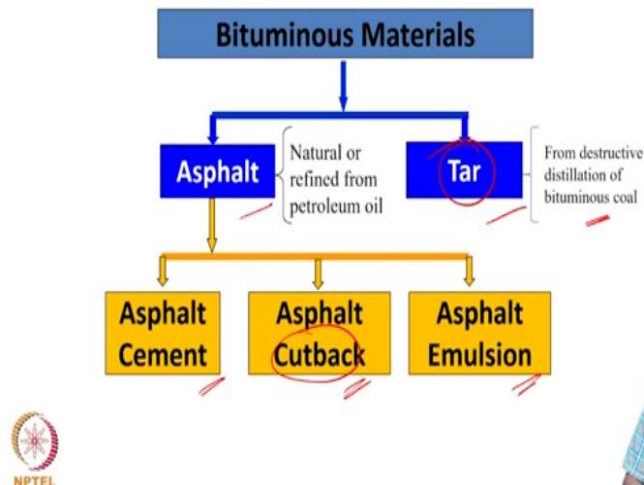 Bituminous Materials
Asphalt
Natural or
refined from
petroleum oil
Tar
From destructive
distillation of
bituminous coal
Asphalt
Cement
Asphalt
Cutback
Asphalt
Emulsion
NPTEL